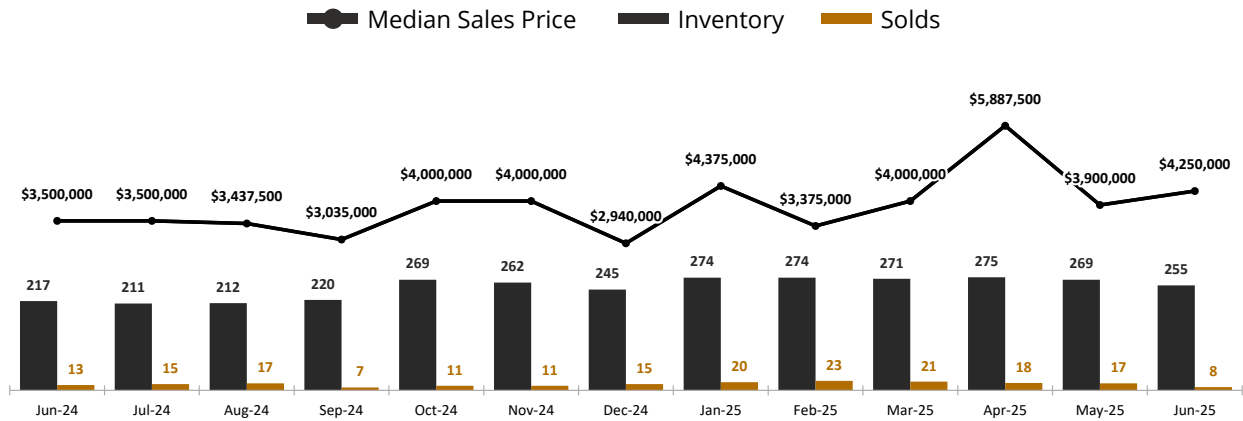 Median Sales Price Inventory Solds
$3,500,000 $3,500,000 $3,437,500 $3,035,000 $4,000,000 $4,000,000 $2,940,000 $4,375,000 $3,375,000 $4,000,000 $5,887,500 $3,900,000 $4,250,000
217 211 212 220 269 262 245 274 274 271 275 269 255
13 15 17 7 11 11 15 20 23 21 18 17 8
Jun-24 Jul-24 Aug-24 Sep-24 Oct-24 Nov-24 Dec-24 Jan-25 Feb-25 Mar-25 Apr-25 May-25 Jun-25